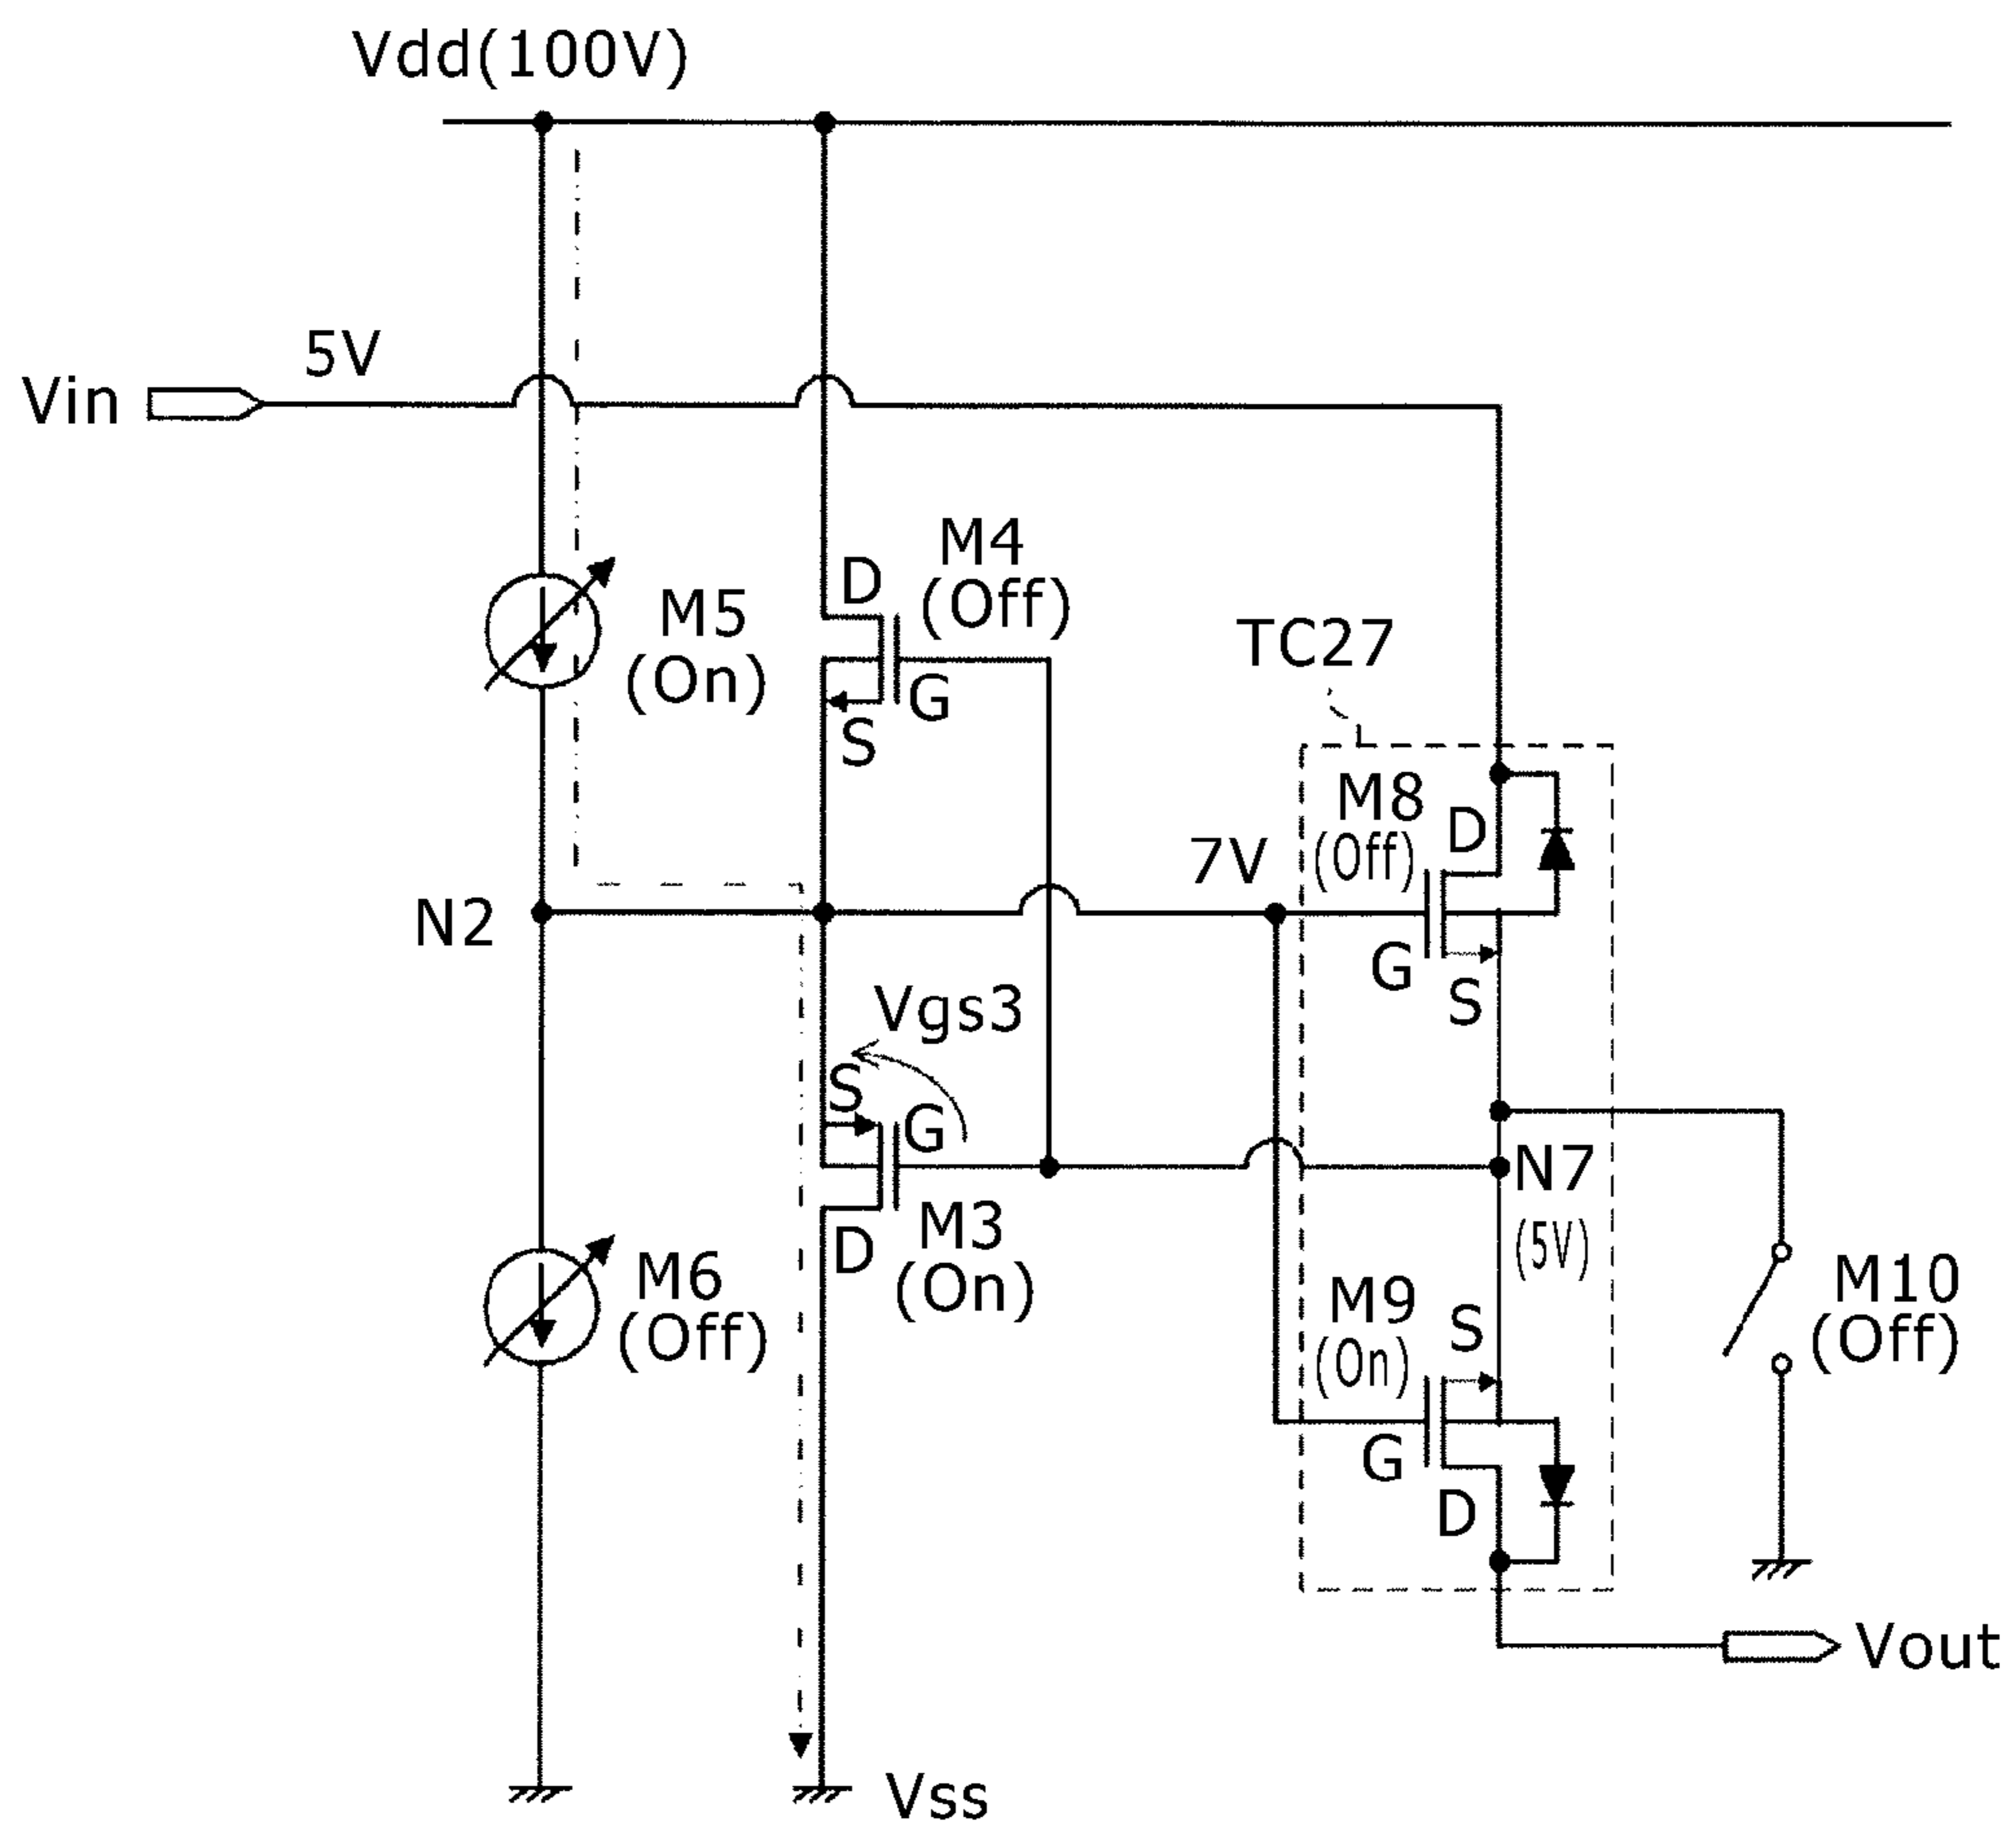 Vdd(100V)
5V
Vin
M4
(Off)
D
G
S
M5
(On)
TC27
M8
(Off)
D
7V
N2
G
S
Vgs3
S
G
N7
(5V)
M3
(On)
D
M6
(Off)
M9
(On)
S
M10
(Off)
G
D
Vout
Vss